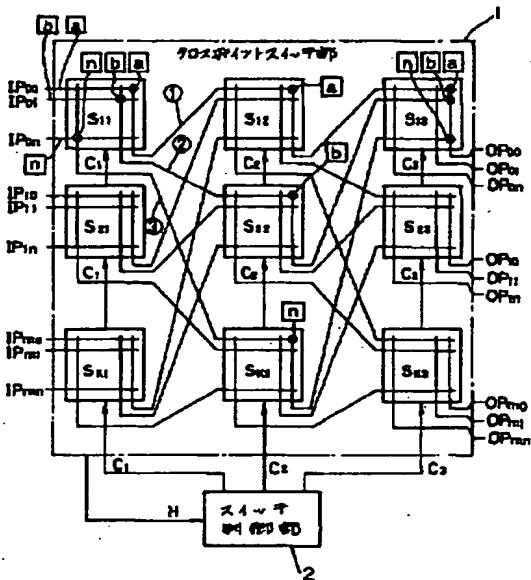 1
クロスポイントスイッチ部
b a
n b a
n b a
IP00
IP01
IP0n
n
S11
①
S12
a
S13
②
b
OP00
OP01
OP0n
C1
C2
C3
③
IP10
IP11
IP1n
S21
S22
S23
OP10
OP11
OP1n
C1
C2
C3
n
IPm0
IPm1
IPmn
SK1
SK2
SK3
OPm0
OPm1
OPmn
C1
C2
C3
H
スイッチ
制御部
2